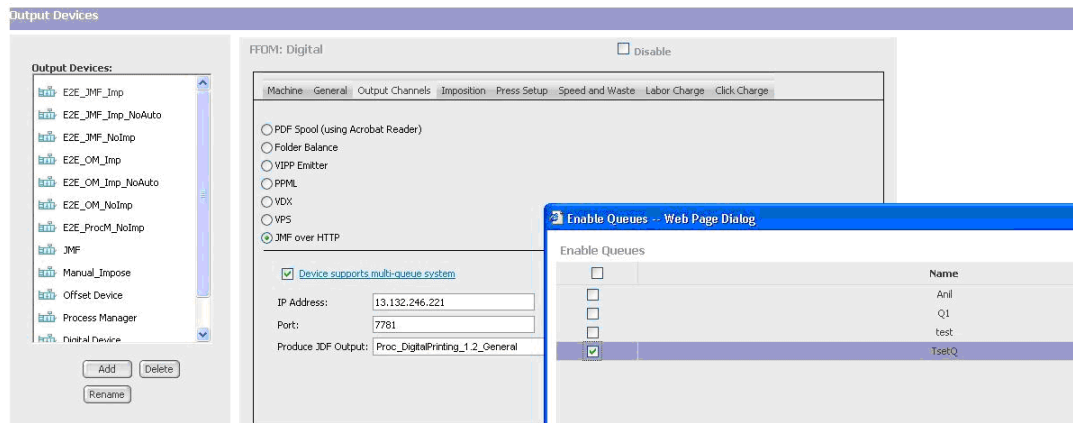 Output Devices
Output Devices:
E2E_JMF_Imp
E2E_JMF_Imp_NoAuto
E2E_JMF_NoImp
E2E_OM_Imp
E2E_OM_Imp_NoAuto
E2E_OM_NoImp
E2E_ProcM_NoImp
JMF
Manual_Impose
Offset Device
Process Manager
Digital Device
Add Delete
Rename
FFOM: Digital Disable
Machine General Output Channels Imposition Press Setup Speed and Waste Labor Charge Click Charge
PDF Spool (using Acrobat Reader)
Folder Balance
VIPP Emitter
PPML
VDX
VPS
JMF over HTTP
Device supports multi-queue system
IP Address: 13.132.246.221
Port: 7781
Produce JDF Output: Proc_DigitalPrinting_1.2_General
Enable Queues -- Web Page Dialog
Enable Queues
Name
Anil
Q1
test
TsetQ